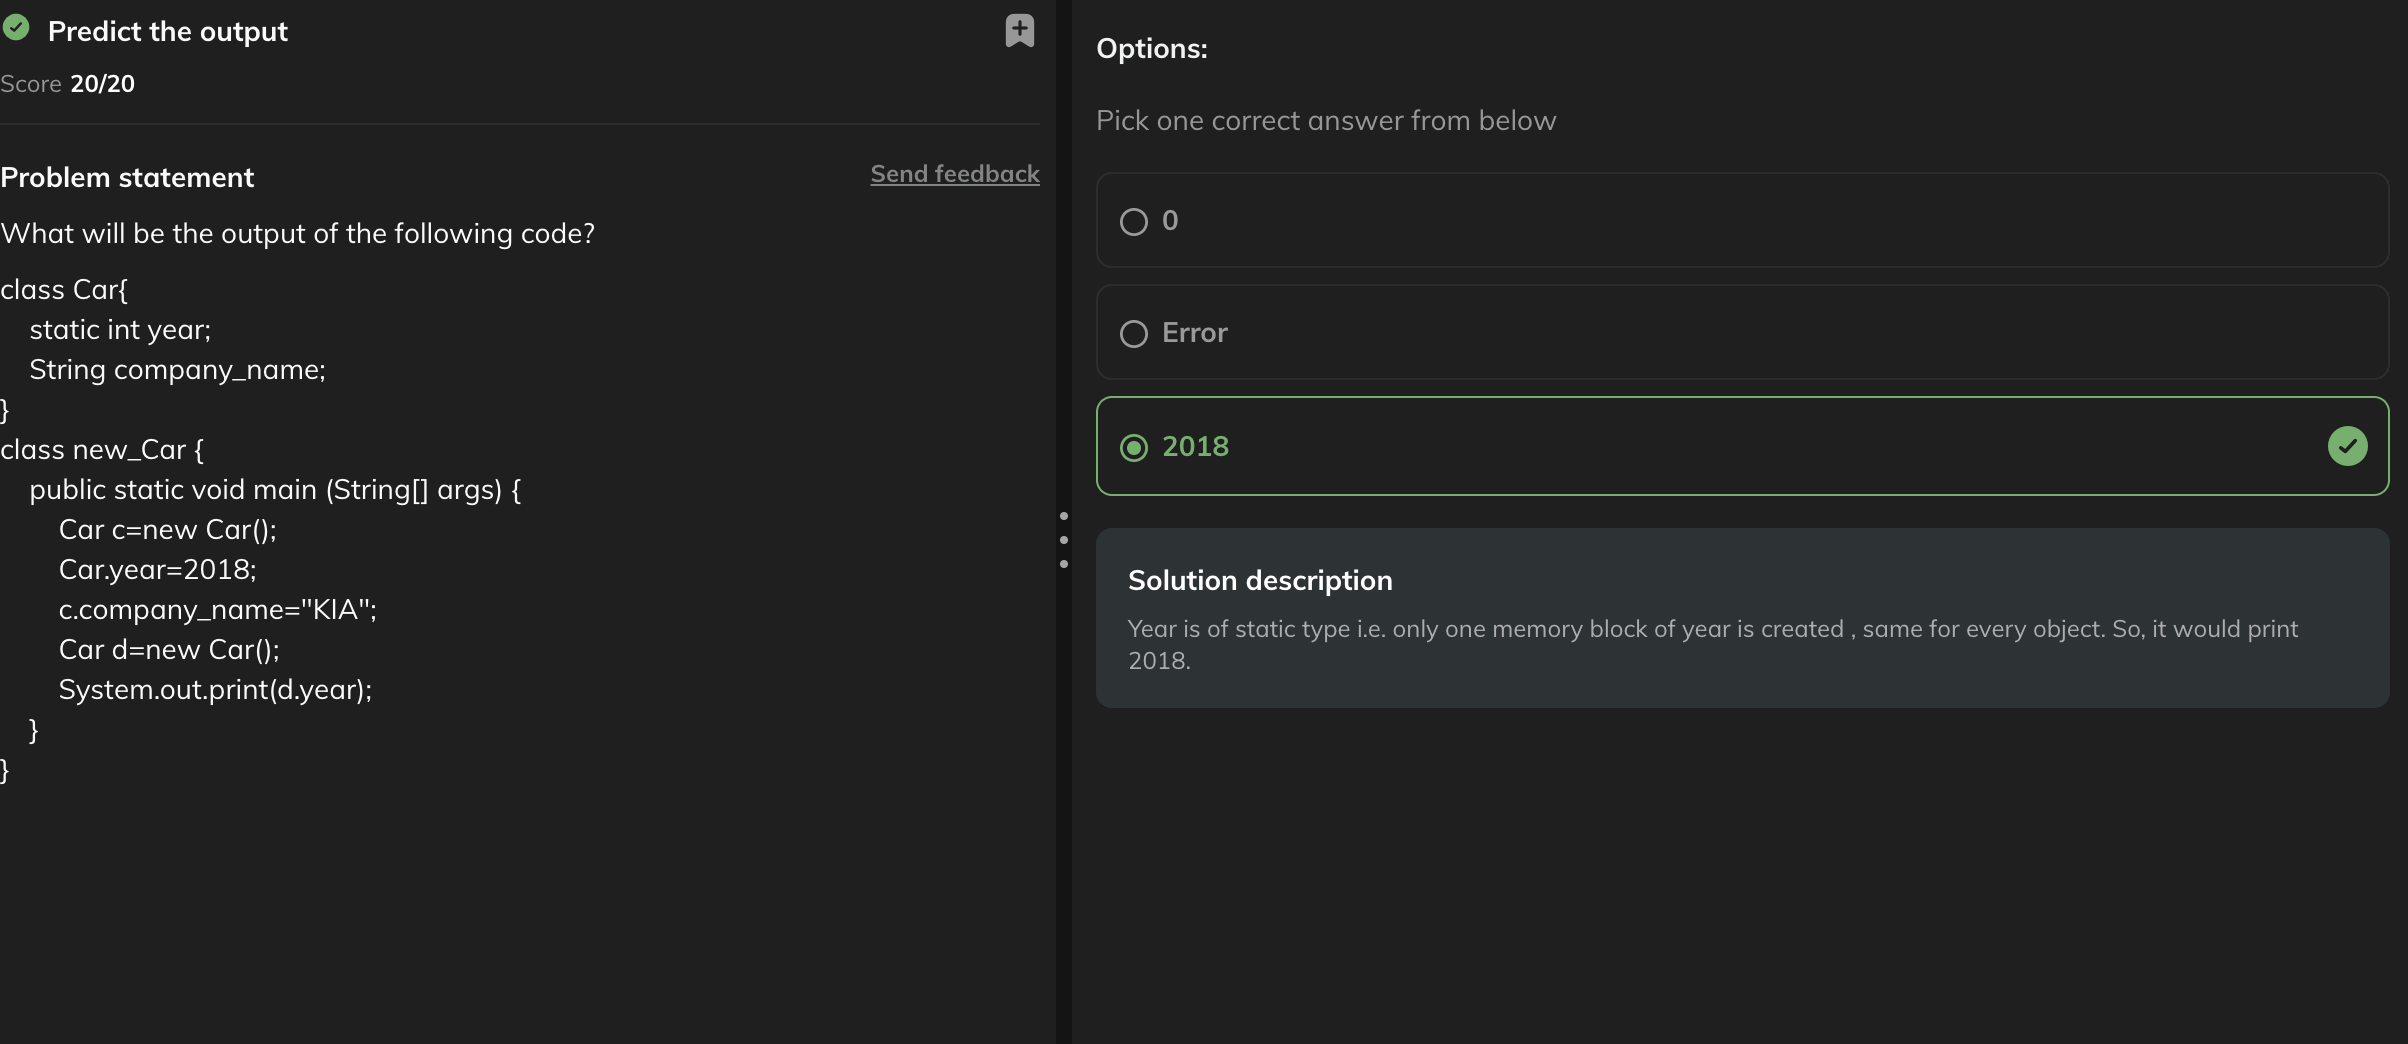 Predict the output
Score 20/20
Problem statement
Send feedback
What will be the output of the following code?
class Car{
    static int year;
    String company_name;
}
class new_Car {
    public static void main (String[] args) {
        Car c=new Car();
        Car.year=2018;
        c.company_name="KIA";
        Car d=new Car();
        System.out.print(d.year);
    }
}
Options:
Pick one correct answer from below
0
Error
2018
Solution description
Year is of static type i.e. only one memory block of year is created , same for every object. So, it would print
2018.